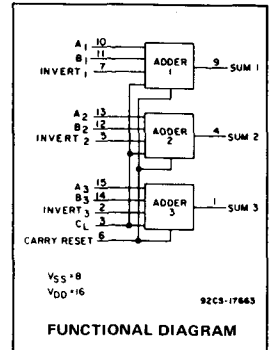 A1 10
B1 11
INVERT1 7
ADDER 1
9 SUM 1
A2 13
B2 12
INVERT2 5
ADDER 2
4 SUM 2
A3 15
B3 14
INVERT3 2
CL 3
CARRY RESET 6
ADDER 3
1 SUM 3
VSS=8
VDD=16
92CS-17663
FUNCTIONAL DIAGRAM